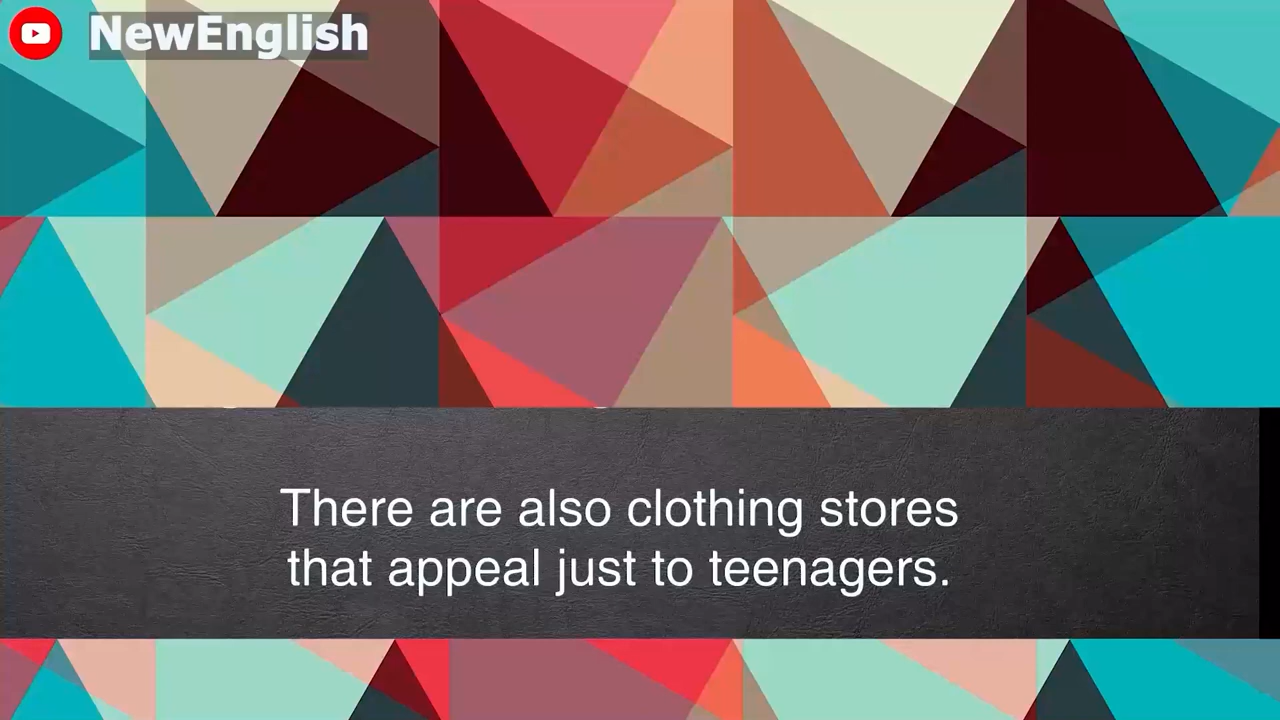 NewEnglish
There are also clothing stores
that appeal just to teenagers.